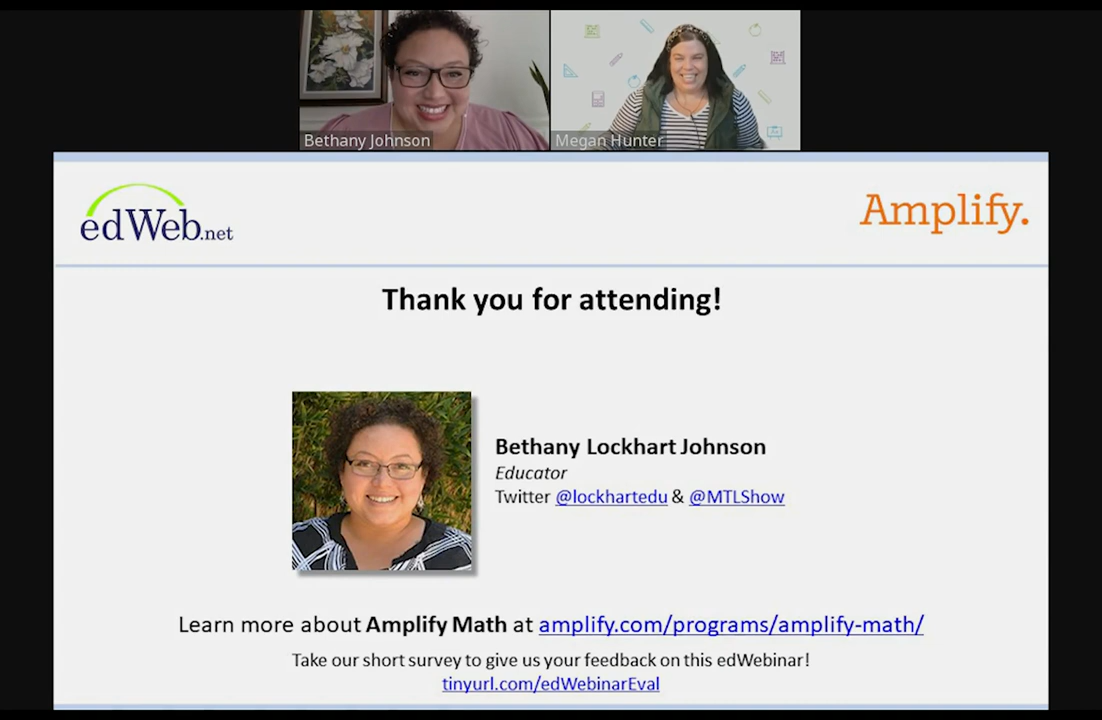 Bethany Johnson
Megan Hunter
edWeb.net
Amplify.
Thank you for attending!
Bethany Lockhart Johnson
Educator
Twitter @lockhartedu & @MTLShow
Learn more about Amplify Math at amplify.com/programs/amplify-math/
Take our short survey to give us your feedback on this edWebinar!
tinyurl.com/edWebinarEval